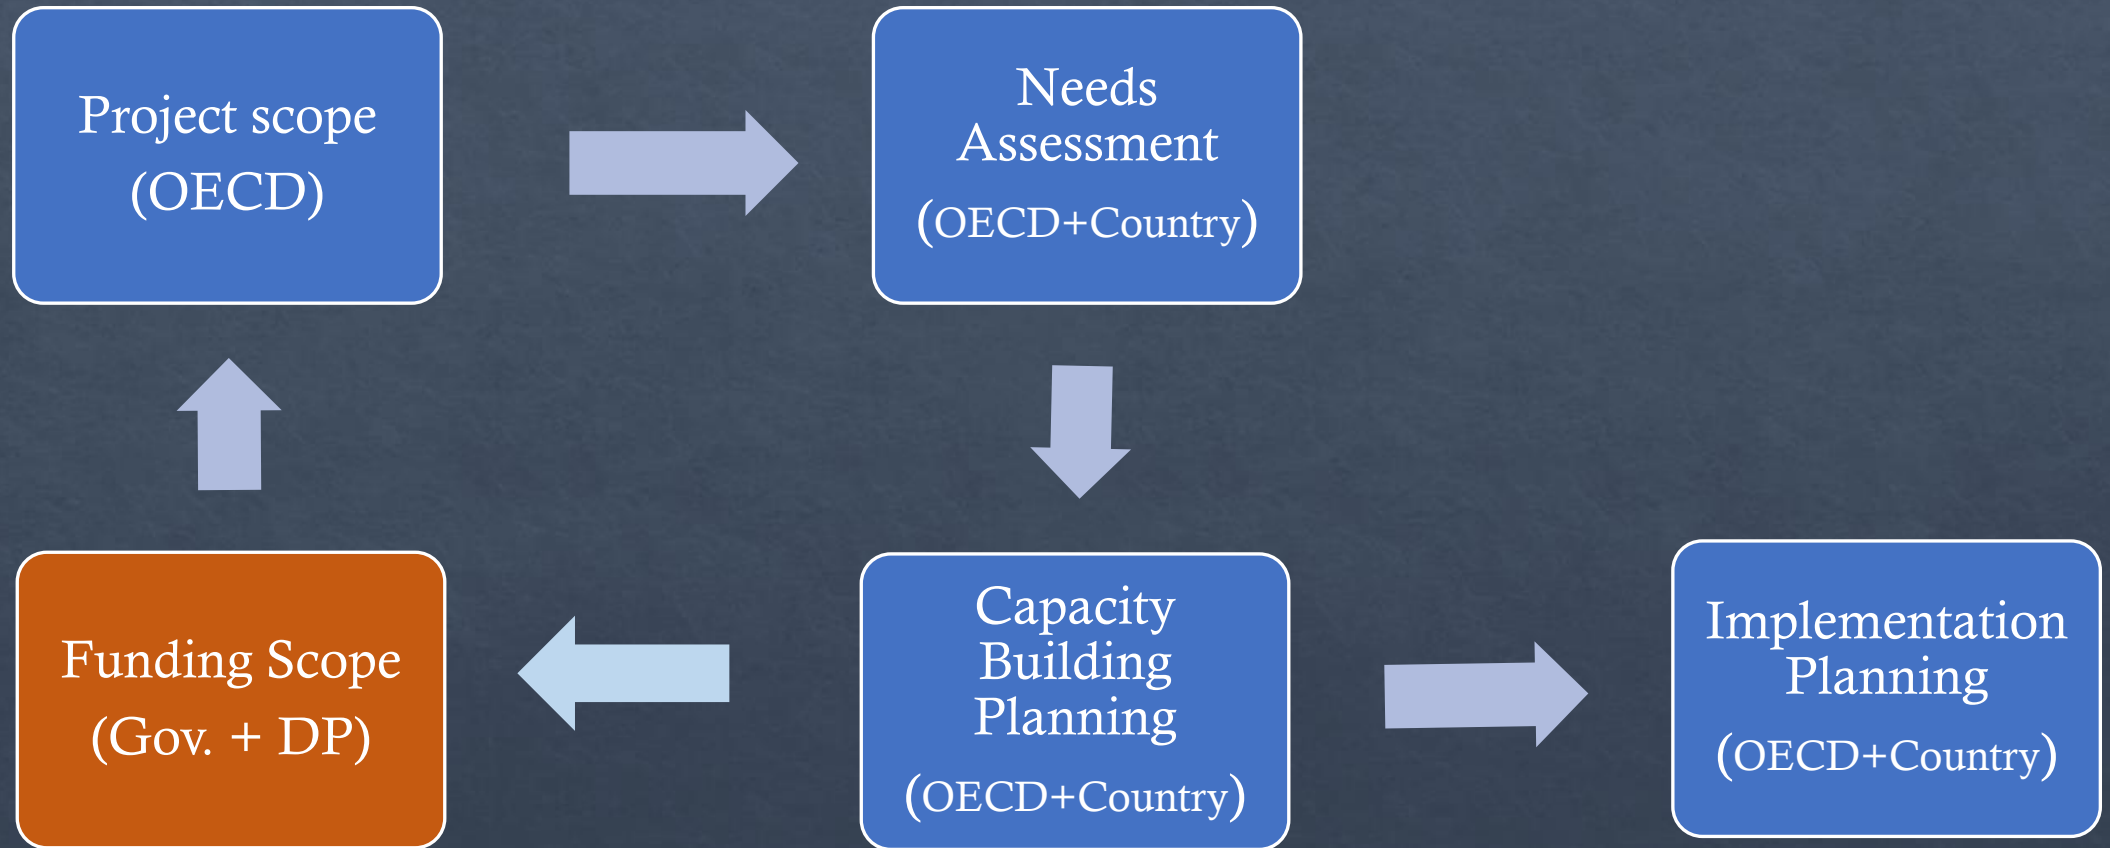 Project scope
(OECD)
Needs
Assessment
(OECD+Country)
Funding Scope
(Gov. + DP)
Capacity
Building
Planning
(OECD+Country)
Implementation
Planning
(OECD+Country)